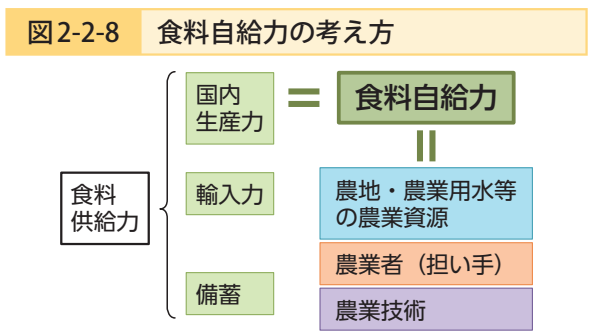 図2-2-8 食料自給力の考え方
食料
供給力
国内
生産力
=
食料自給力
=
輸入力
備蓄
農地・農業用水等
の農業資源
農業者（担い手）
農業技術